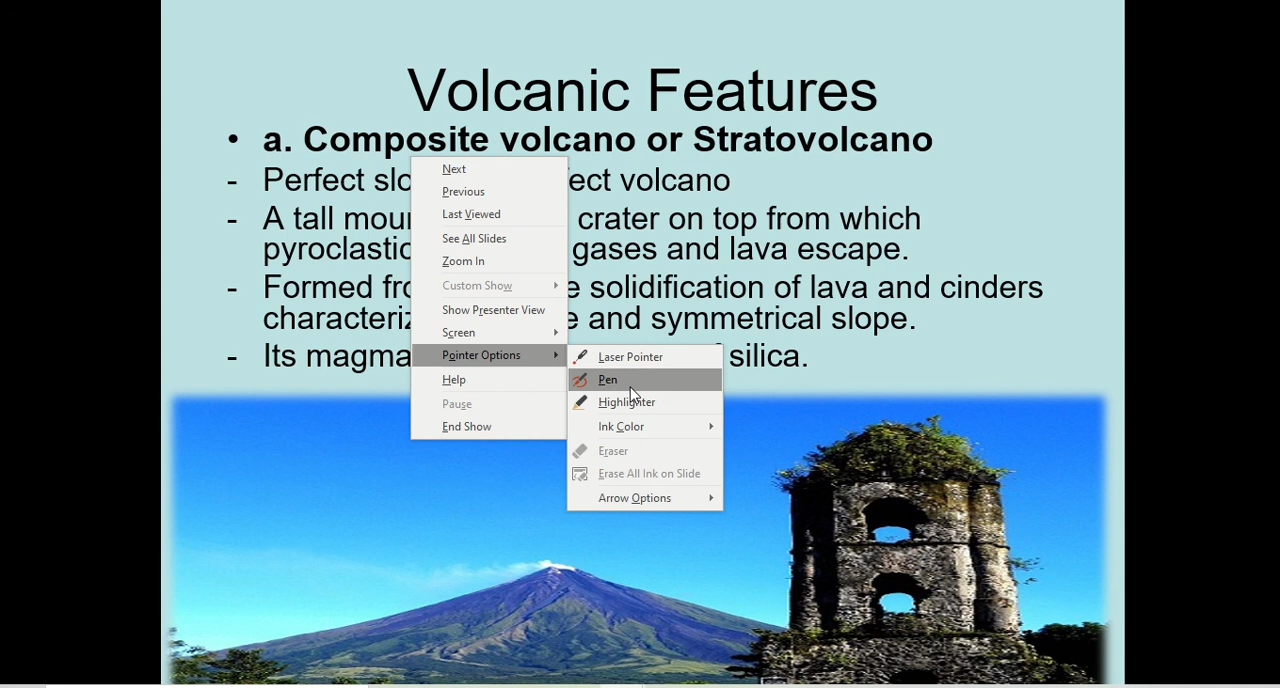 Volcanic Features
• a. Composite volcano or Stratovolcano
- Perfect slo
ect volcano
- A tall mou
crater on top from which
pyroclastic
gases and lava escape.
- Formed fro
e solidification of lava and cinders
characteriz
e and symmetrical slope.
- Its magma
silica.
Next
Previous
Last Viewed
See All Slides
Zoom In
Custom Show
Show Presenter View
Screen
Pointer Options
Help
Pause
End Show
Laser Pointer
Pen
Highlighter
Ink Color
Eraser
Erase All Ink on Slide
Arrow Options